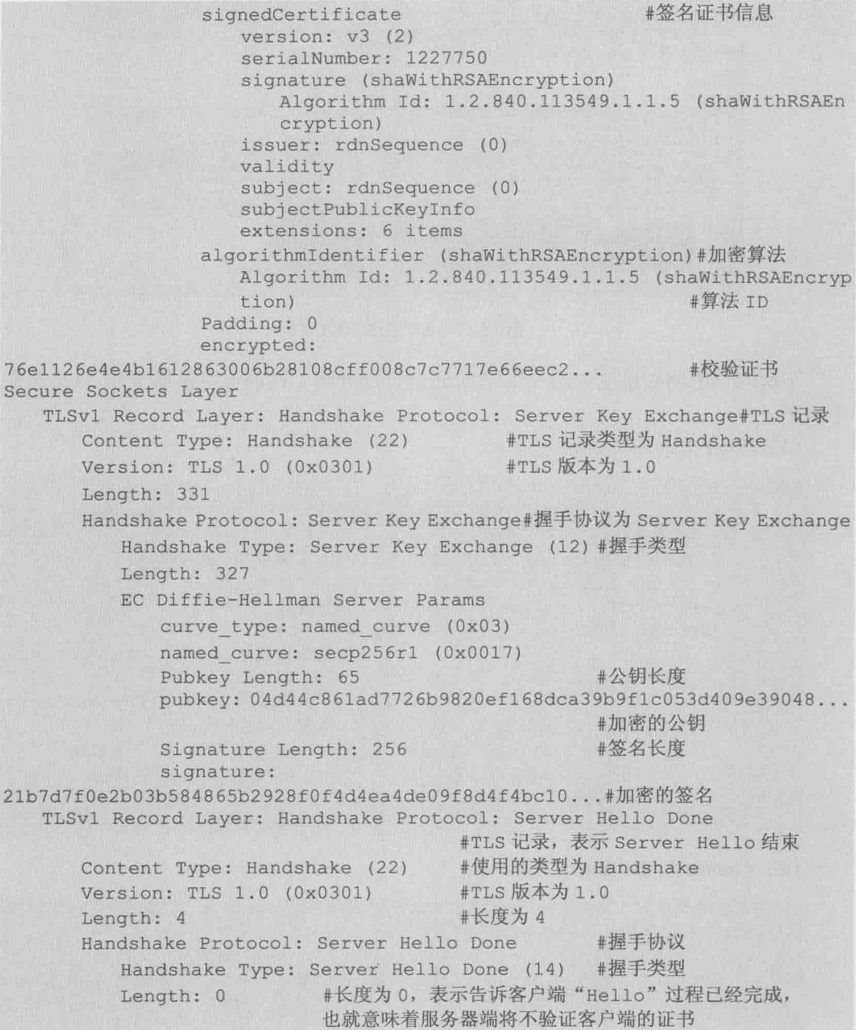 signedCertificate #签名证书信息
version: v3 (2)
serialNumber: 1227750
signature (shaWithRSAEncryption)
Algorithm Id: 1.2.840.113549.1.1.5 (shaWithRSAEn
cryption)
issuer: rdnSequence (0)
validity
subject: rdnSequence (0)
subjectPublicKeyInfo
extensions: 6 items
algorithmIdentifier (shaWithRSAEncryption)#加密算法
Algorithm Id: 1.2.840.113549.1.1.5 (shaWithRSAEncryp
tion) #算法 ID
Padding: 0
encrypted:
76e1126e4e4b1612863006b28108cff008c7c7717e66eec2... #校验证书
Secure Sockets Layer
TLSv1 Record Layer: Handshake Protocol: Server Key Exchange#TLS 记录
Content Type: Handshake (22) #TLS 记录类型为 Handshake
Version: TLS 1.0 (0x0301) #TLS 版本为 1.0
Length: 331
Handshake Protocol: Server Key Exchange#握手协议为 Server Key Exchange
Handshake Type: Server Key Exchange (12) #握手类型
Length: 327
EC Diffie-Hellman Server Params
curve_type: named_curve (0x03)
named_curve: secp256r1 (0x0017)
Pubkey Length: 65 #公钥长度
pubkey: 04d44c861ad7726b9820ef168dca39b9f1c053d409e39048...
#加密的公钥
Signature Length: 256 #签名长度
signature:
21b7d7f0e2b03b584865b2928f0f4d4ea4de09f8d4f4bc10...#加密的签名
TLSv1 Record Layer: Handshake Protocol: Server Hello Done
#TLS 记录，表示 Server Hello 结束
Content Type: Handshake (22) #使用的类型为 Handshake
Version: TLS 1.0 (0x0301) #TLS 版本为 1.0
Length: 4 #长度为 4
Handshake Protocol: Server Hello Done #握手协议
Handshake Type: Server Hello Done (14) #握手类型
Length: 0 #长度为 0，表示告诉客户端“Hello”过程已经完成，
也就意味着服务器端将不验证客户端的证书